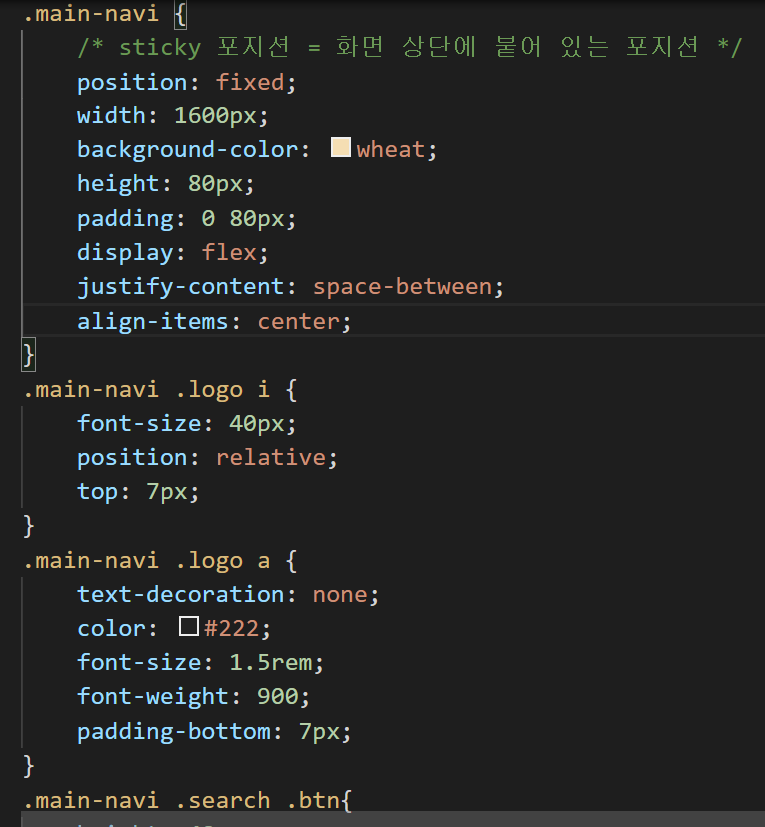 .main-navi {
    /* sticky 포지션 = 화면 상단에 붙어 있는 포지션 */
    position: fixed;
    width: 1600px;
    background-color: wheat;
    height: 80px;
    padding: 0 80px;
    display: flex;
    justify-content: space-between;
    align-items: center;
}
.main-navi .logo i {
    font-size: 40px;
    position: relative;
    top: 7px;
}
.main-navi .logo a {
    text-decoration: none;
    color: #222;
    font-size: 1.5rem;
    font-weight: 900;
    padding-bottom: 7px;
}
.main-navi .search .btn{